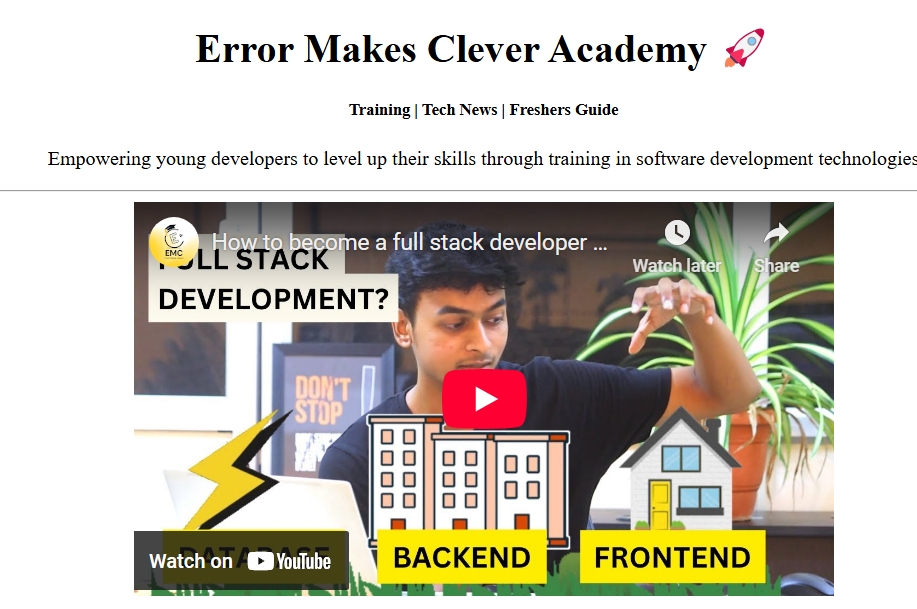 Error Makes Clever Academy 🚀
Training | Tech News | Freshers Guide
Empowering young developers to level up their skills through training in software development technologies
EMC
How to become a full stack developer ...
Watch later
Share
FULL STACK
DEVELOPMENT?
DON'T
STOP
DATABASE
BACKEND
FRONTEND
Watch on YouTube